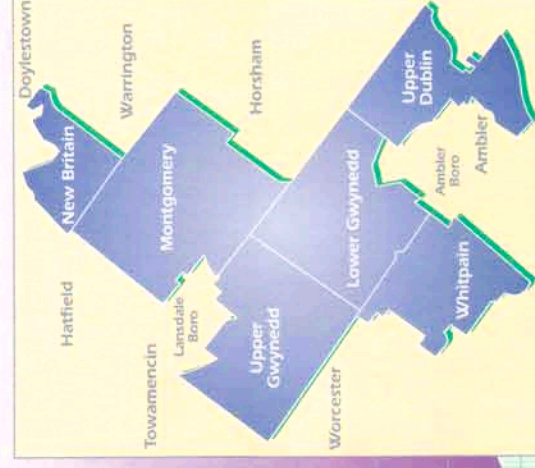 Doylestown
Warrington
Horsham
New Britain
Montgomery
Hatfield
Lansdale
Boro
Towamencin
Upper
Gwynedd
Lower Gwynedd
Upper
Dublin
Ambler
Boro
Ambler
Whitpain
Worcester